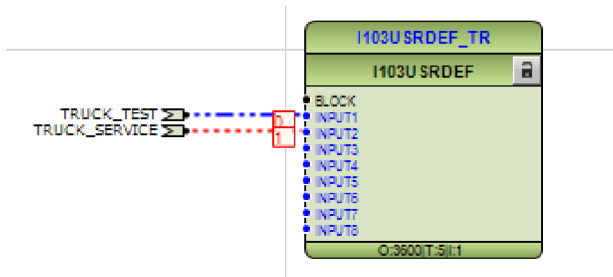 I103USRDEF_TR
I103USRDEF
BLOCK
TRUCK_TEST 0 INPUT1
TRUCK_SERVICE 1 INPUT2
INPUT3
INPUT4
INPUT5
INPUT6
INPUT7
INPUT8
O:3600|T:5|I:1